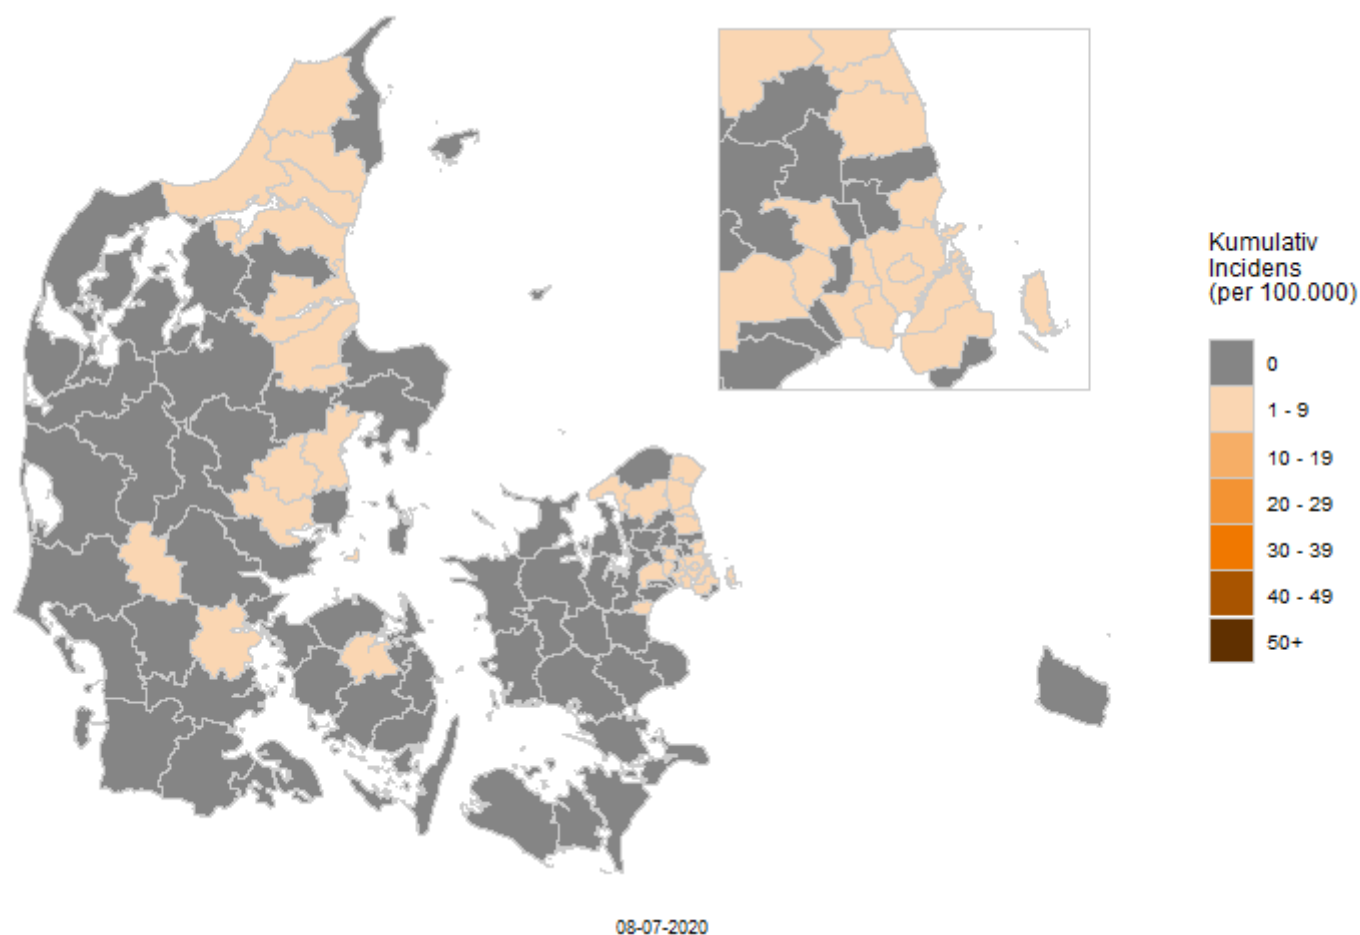 Kumulativ
Incidens
(per 100.000)
0
1 - 9
10 - 19
20 - 29
30 - 39
40 - 49
50+
08-07-2020